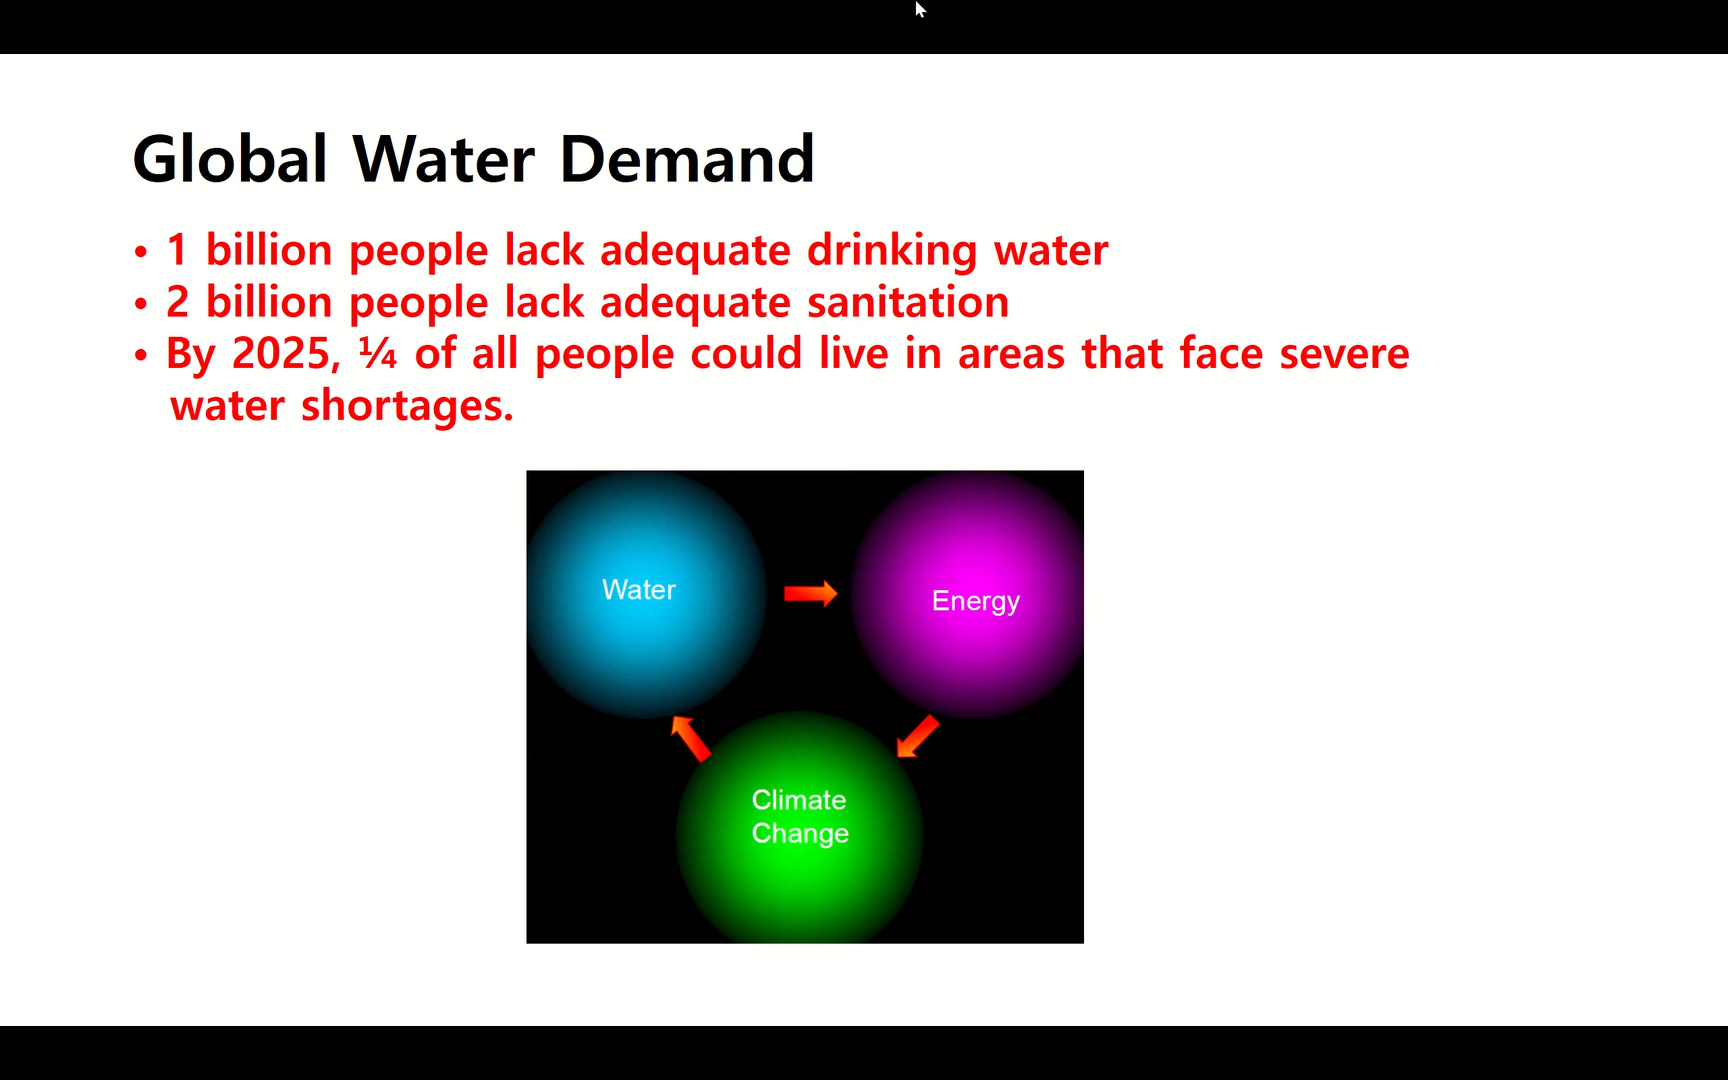 Global Water Demand
• 1 billion people lack adequate drinking water
• 2 billion people lack adequate sanitation
• By 2025, ¼ of all people could live in areas that face severe
water shortages.
Water
Energy
Climate
Change